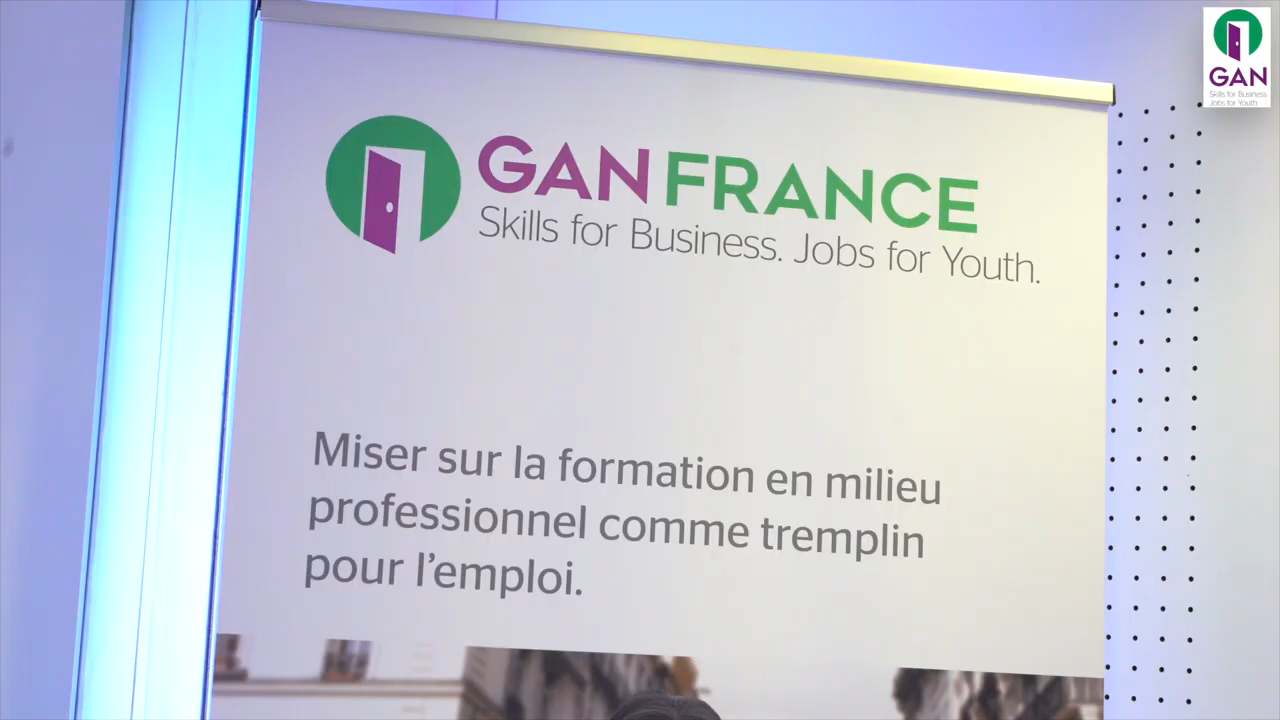 GAN FRANCE
Skills for Business. Jobs for Youth.
Miser sur la formation en milieu
professionnel comme tremplin
pour l'emploi.
GAN
Skills for Business
Jobs for Youth